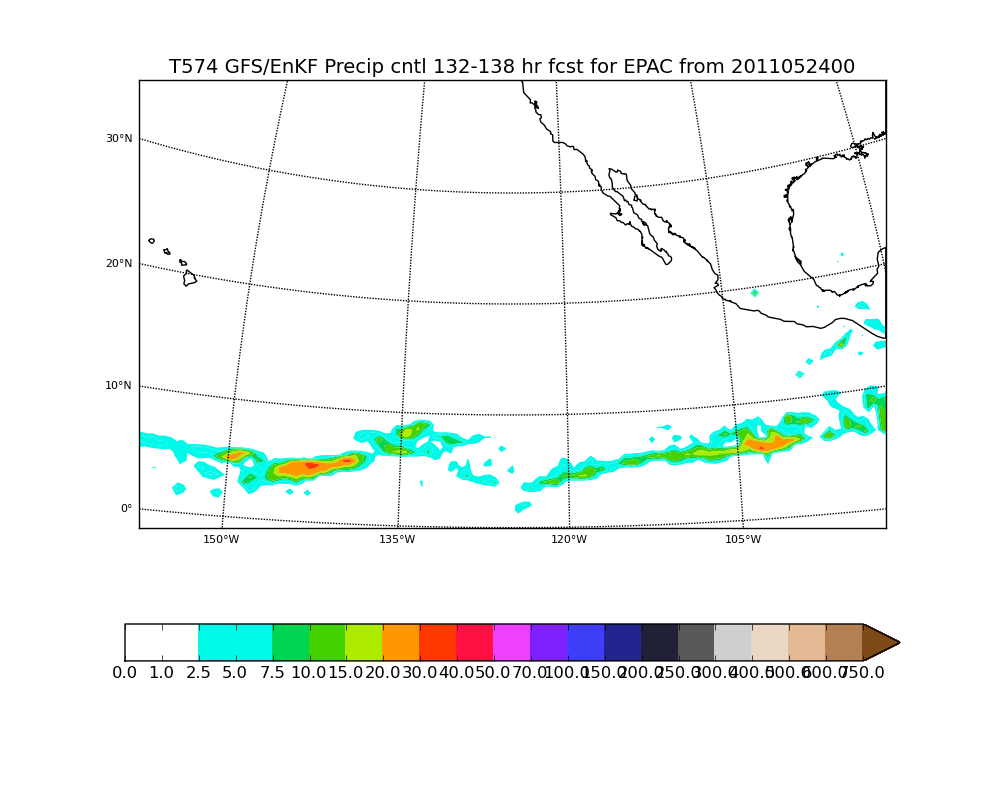 T574 GFS/EnKF Precip cntl 132-138 hr fcst for EPAC from 2011052400
30°N
20°N
10°N
0°
150°W 135°W 120°W 105°W
0.0 1.0 2.5 5.0 7.5 10.0 15.0 20.0 30.0 40.0 50.0 70.0 100.0 150.0 200.0 250.0 300.0 400.0 500.0 600.0 750.0